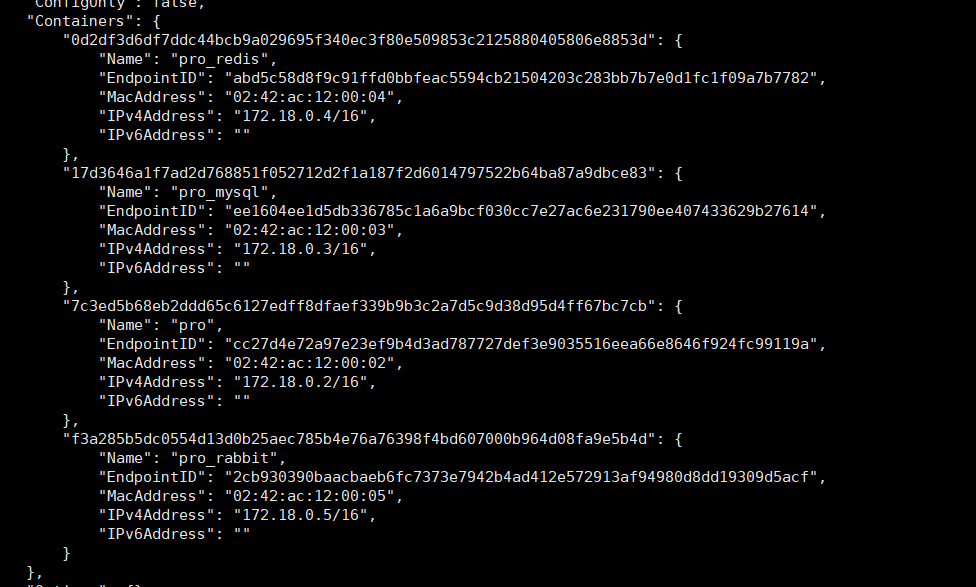 "ConfigOnly": false,
"Containers": {
"0d2df3d6df7ddc44bcb9a029695f340ec3f80e509853c2125880405806e8853d": {
"Name": "pro_redis",
"EndpointID": "abd5c58d8f9c91ffd0bbfeac5594cb21504203c283bb7b7e0d1fc1f09a7b7782",
"MacAddress": "02:42:ac:12:00:04",
"IPv4Address": "172.18.0.4/16",
"IPv6Address": ""
},
"17d3646a1f7ad2d768851f052712d2f1a187f2d6014797522b64ba87a9dbce83": {
"Name": "pro_mysql",
"EndpointID": "ee1604ee1d5db336785c1a6a9bcf030cc7e27ac6e231790ee407433629b27614",
"MacAddress": "02:42:ac:12:00:03",
"IPv4Address": "172.18.0.3/16",
"IPv6Address": ""
},
"7c3ed5b68eb2ddd65c6127edff8dfaef339b9b3c2a7d5c9d38d95d4ff67bc7cb": {
"Name": "pro",
"EndpointID": "cc27d4e72a97e23ef9b4d3ad787727def3e9035516eea66e8646f924fc99119a",
"MacAddress": "02:42:ac:12:00:02",
"IPv4Address": "172.18.0.2/16",
"IPv6Address": ""
},
"f3a285b5dc0554d13d0b25aec785b4e76a76398f4bd607000b964d08fa9e5b4d": {
"Name": "pro_rabbit",
"EndpointID": "2cb930390baacbaeb6fc7373e7942b4ad412e572913af94980d8dd19309d5acf",
"MacAddress": "02:42:ac:12:00:05",
"IPv4Address": "172.18.0.5/16",
"IPv6Address": ""
}
},